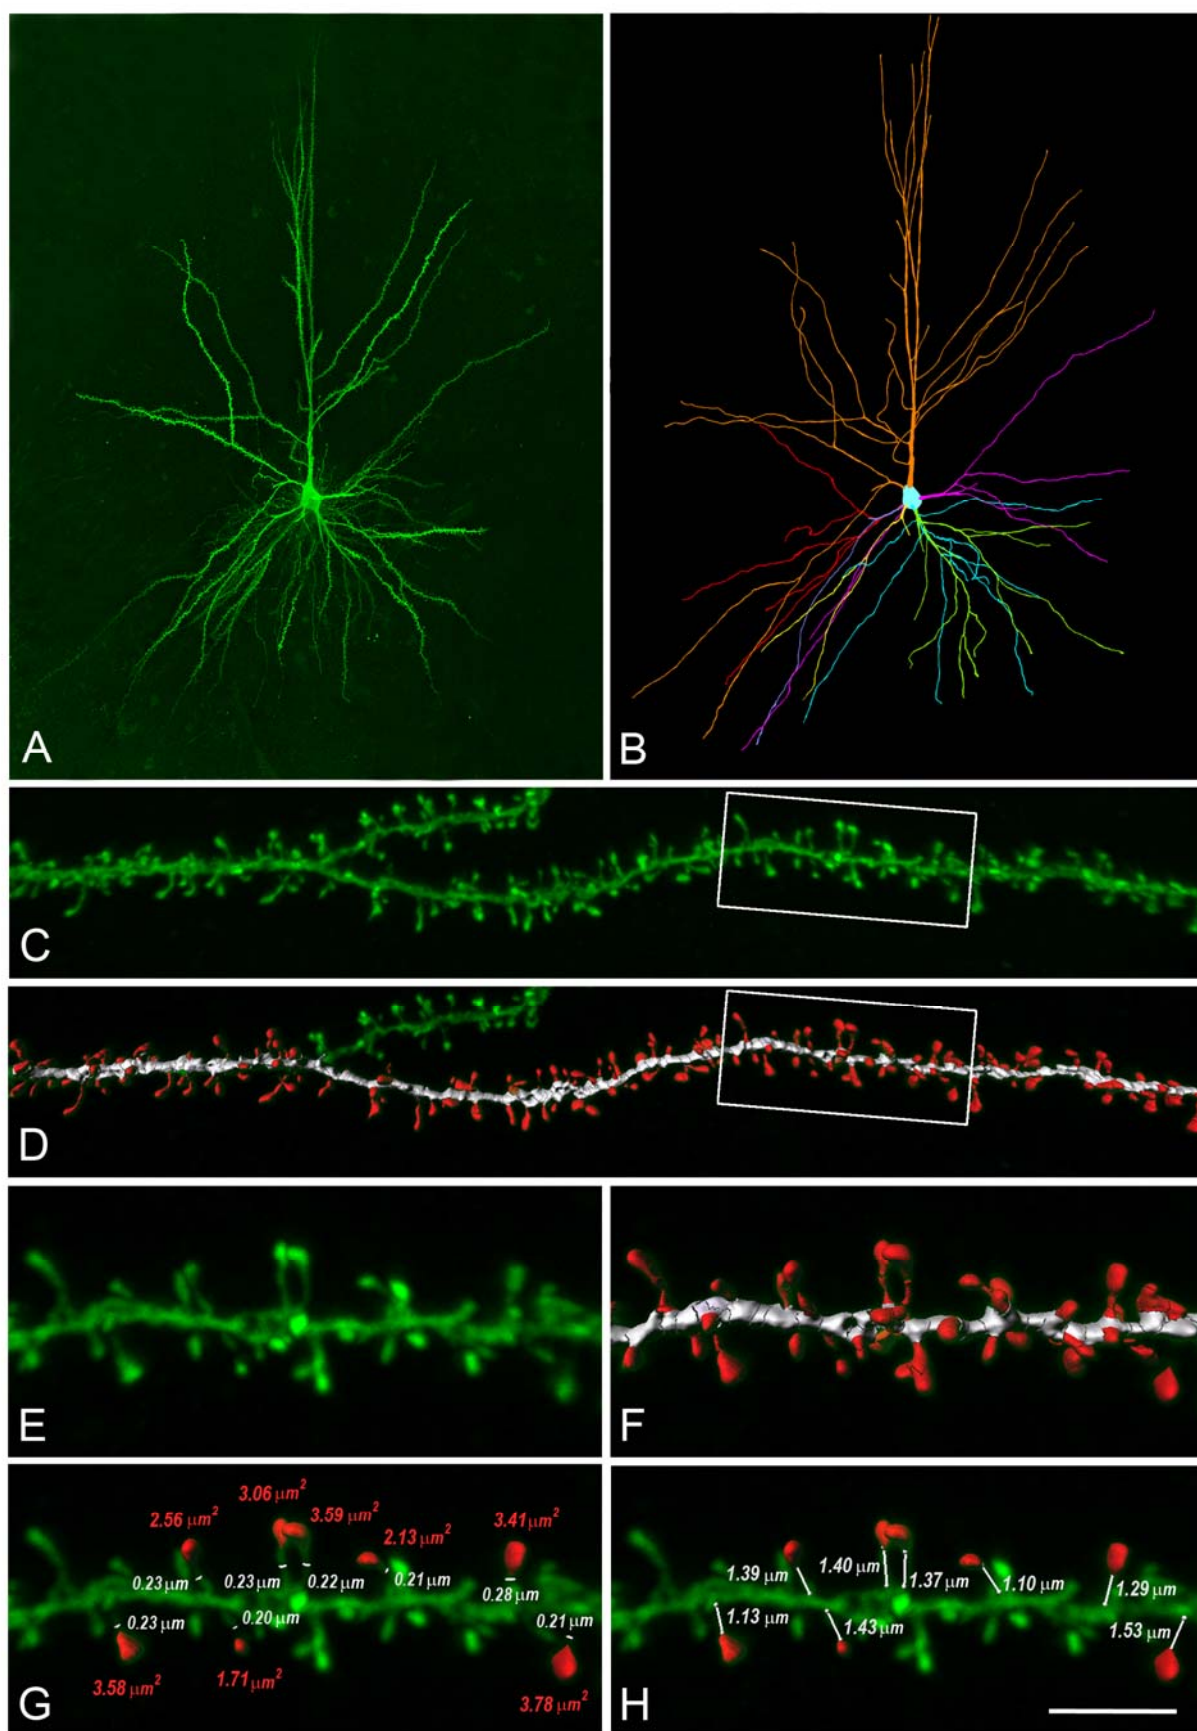 A
B
C
D
E
F
3.06 µm²
2.56 µm²
3.59 µm²
2.13 µm²
3.41 µm²
0.23 µm
0.23 µm
0.22 µm
0.21 µm
0.28 µm
0.23 µm
0.20 µm
0.21 µm
3.58 µm²
1.71 µm²
3.78 µm²
G
1.39 µm
1.40 µm
1.37 µm
1.10 µm
1.29 µm
1.13 µm
1.43 µm
1.53 µm
H